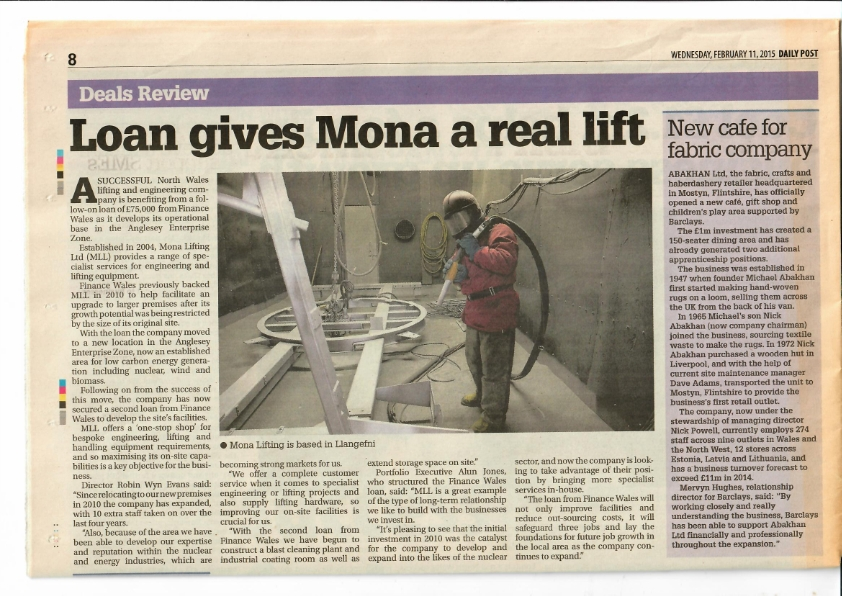 8
WEDNESDAY, FEBRUARY 11, 2015 DAILY POST
Deals Review
Loan gives Mona a real lift
A SUCCESSFUL North Wales
lifting and engineering com-
pany is benefiting from a fol-
low-on loan of £75,000 from Finance
Wales as it develops its operational
base in the Anglesey Enterprise
Zone.
Established in 2004, Mona Lifting
Ltd (MLL) provides a range of spe-
cialist services for engineering and
lifting equipment.
Finance Wales previously backed
MLL in 2010 to help facilitate an
upgrade to larger premises after its
growth potential was being restricted
by the size of its original site.
With the loan the company moved
to a new location in the Anglesey
Enterprise Zone, now an established
area for low carbon energy genera-
tion including nuclear, wind and
biomass.
Following on from the success of
this move, the company has now
secured a second loan from Finance
Wales to develop the site's facilities.
MLL offers a 'one-stop shop' for
bespoke engineering, lifting and
handling equipment requirements,
and so maximising its on-site capa-
bilities is a key objective for the busi-
ness.
Director Robin Wyn Evans said:
"Since relocating to our new premises
in 2010 the company has expanded,
with 10 extra staff taken on over the
last four years.
"Also, because of the area we have
been able to develop our expertise
and reputation within the nuclear
and energy industries, which are
● Mona Lifting is based in Llangefni
becoming strong markets for us.
"We offer a complete customer
service when it comes to specialist
engineering or lifting projects and
also supply lifting hardware, so
improving our on-site facilities is
crucial for us.
"With the second loan from
Finance Wales we have begun to
construct a blast cleaning plant and
industrial coating room as well as
extend storage space on site"
Portfolio Executive Alun Jones,
who structured the Finance Wales
loan, said: "MLL is a great example
of the type of long-term relationship
we like to build with the businesses
we invest in.
"It's pleasing to see that the initial
investment in 2010 was the catalyst
for the company to develop and
expand into the likes of the nuclear
sector, and now the company is look-
ing to take advantage of their posi-
tion by bringing more specialist
services in-house.
"The loan from Finance Wales will
not only improve facilities and
reduce out-sourcing costs, it will
safeguard three jobs and lay the
foundations for future job growth in
the local area as the company con-
tinues to expand."
New cafe for
fabric company
ABAKHAN Ltd, the fabric, crafts and
haberdashery retailer headquartered
in Mostyn, Flintshire, has officially
opened a new café, gift shop and
children's play area supported by
Barclays.
The £1m investment has created a
150-seater dining area and has
already generated two additional
apprenticeship positions.
The business was established in
1947 when founder Michael Abakhan
first started making hand-woven
rugs on a loom, selling them across
the UK from the back of his van.
In 1965 Michael's son Nick
Abakhan (now company chairman)
joined the business, sourcing textile
waste to make the rugs. In 1972 Nick
Abakhan purchased a wooden hut in
Liverpool, and with the help of
current site maintenance manager
Dave Adams, transported the unit to
Mostyn, Flintshire to provide the
business's first retail outlet.
The company, now under the
stewardship of managing director
Nick Powell, currently employs 274
staff across nine outlets in Wales and
the North West, 12 stores across
Estonia, Latvia and Lithuania, and
has a business turnover forecast to
exceed £11m in 2014.
Mervyn Hughes, relationship
director for Barclays, said: "By
working closely and really
understanding the business, Barclays
has been able to support Abakhan
Ltd financially and professionally
throughout the expansion."